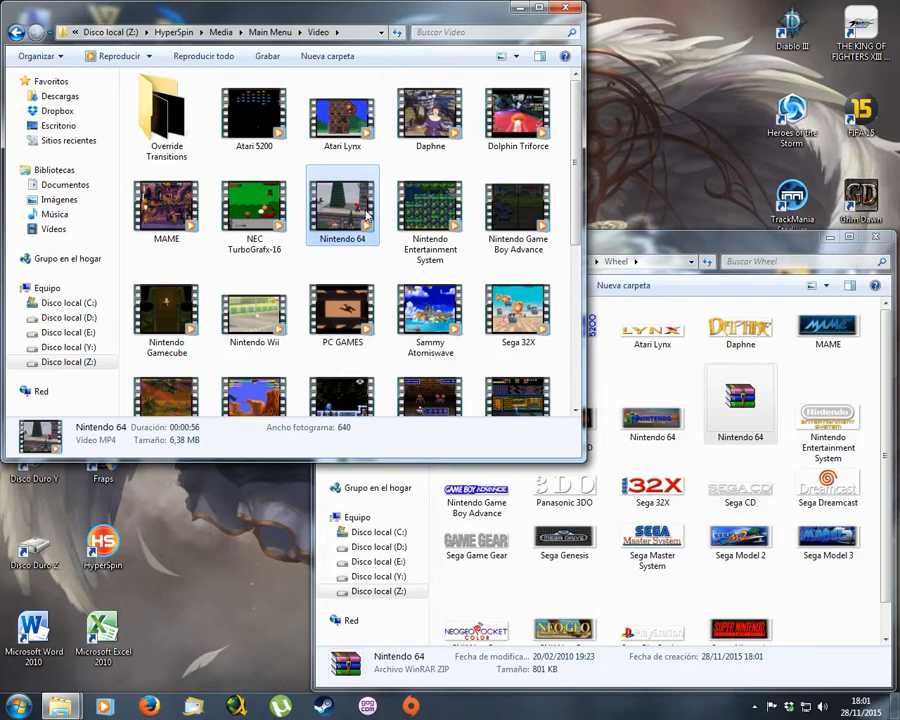 « Disco local (Z:) ▸ HyperSpin ▸ Media ▸ Main Menu ▸ Video ▸
Buscar Video
Organizar
Reproducir
Reproducir todo
Grabar
Nueva carpeta
Favoritos
Descargas
Dropbox
Escritorio
Sitios recientes
Bibliotecas
Documentos
Imágenes
Música
Vídeos
Grupo en el hogar
Equipo
Disco local (C:)
Disco local (D:)
Disco local (E:)
Disco local (Y:)
Disco local (Z:)
Red
Override
Transitions
Atari 5200
Atari Lynx
Daphne
Dolphin Triforce
MAME
NEC
TurboGrafx-16
Nintendo 64
Nintendo
Entertainment
System
Nintendo Game
Boy Advance
Nintendo
Gamecube
Nintendo Wii
PC GAMES
Sammy
Atomiswave
Sega 32X
Nintendo 64
Duración: 00:00:56
Ancho fotograma: 640
Vídeo MP4
Tamaño: 6,38 MB
Diablo III
THE KING OF
FIGHTERS XIII ...
Heroes of the
Storm
15
FIFA 15
TrackMania
GD
Grim Dawn
Wheel ▸
Buscar Wheel
Nueva carpeta
5200
LYNX
DAPHNE
MAME
Atari Lynx
Daphne
MAME
NINTENDO 64
Nintendo
ENTERTAINMENT
SYSTEM
Nintendo 64
Nintendo 64
Nintendo
Entertainment
System
GAME BOY ADVANCE
3DO
32X
SEGA CD
Dreamcast
Nintendo Game
Boy Advance
Panasonic 3DO
Sega 32X
Sega CD
Sega Dreamcast
GAME GEAR
SEGA
Sega Game Gear
Sega Genesis
Sega Master
System
Sega Model 2
Sega Model 3
NEOGEO POCKET
COLOR
NEO-GEO
PlayStation
SUPER NINTENDO
Grupo en el hogar
Equipo
Disco local (C:)
Disco local (D:)
Disco local (E:)
Disco local (Y:)
Disco local (Z:)
Red
Nintendo 64
Fecha de modifica... 20/02/2010 19:23
Fecha de creación: 28/11/2015 18:01
Archivo WinRAR ZIP
Tamaño: 801 KB
Disco Duro Y
Fraps
Disco Duro Z
HS
HyperSpin
W
Microsoft Word
2010
X
Microsoft Excel
2010
gog
com
18:01
28/11/2015